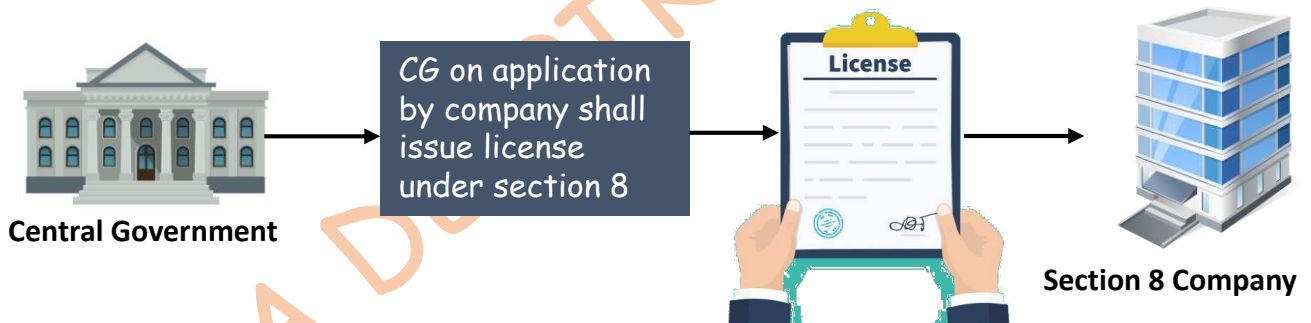 CG on application
by company shall
issue license
under section 8
License
Central Government
Section 8 Company